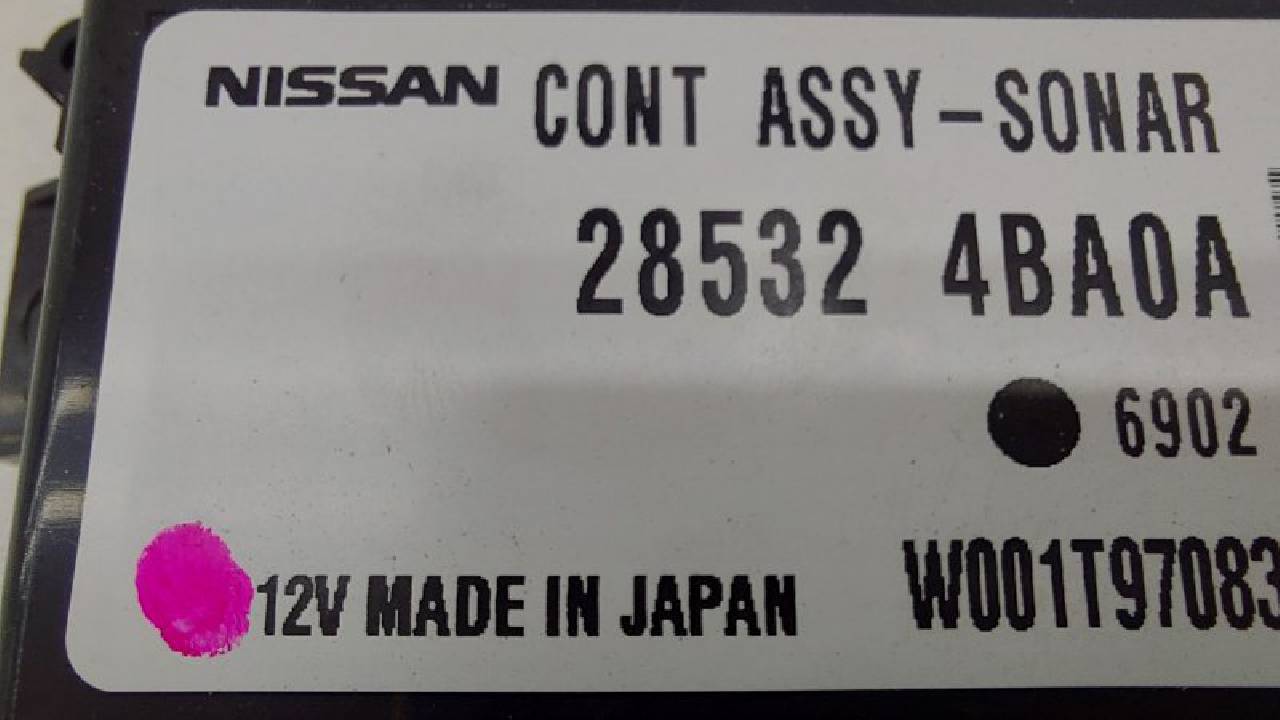 NISSAN CONT ASSY-SONAR
28532 4BA0A
6902
12V MADE IN JAPAN W001T97083